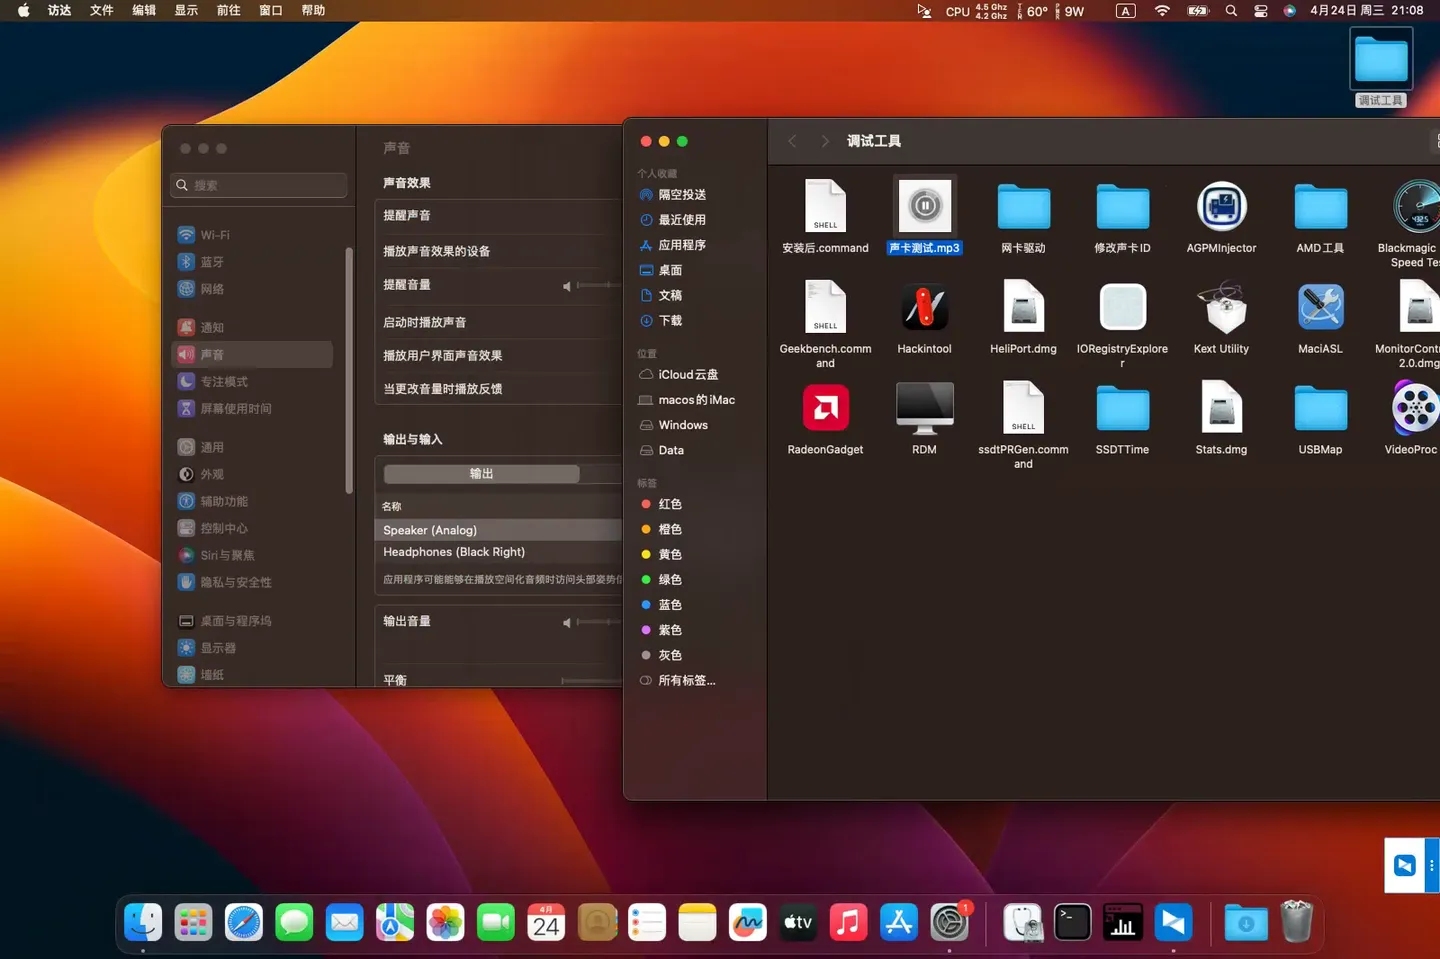 访达 文件 编辑 显示 前往 窗口 帮助
CPU 4.5 Ghz 4.2 Ghz 60° 9W A 4月24日 周三 21:08
调试工具
搜索
Wi-Fi
蓝牙
网络
通知
声音
专注模式
屏幕使用时间
通用
外观
辅助功能
控制中心
Siri与聚焦
隐私与安全性
桌面与程序坞
显示器
墙纸
声音
声音效果
提醒声音
播放声音效果的设备
提醒音量
启动时播放声音
播放用户界面声音效果
当更改音量时播放反馈
输出与输入
输出
名称
Speaker (Analog)
Headphones (Black Right)
应用程序可能能够在播放空间化音频时访问头部姿势
输出音量
平衡
个人收藏
隔空投送
最近使用
应用程序
桌面
文稿
下载
位置
iCloud云盘
macos的iMac
Windows
Data
标签
红色
橙色
黄色
绿色
蓝色
紫色
灰色
所有标签...
调试工具
SHELL
安装后.command
声卡测试.mp3
网卡驱动
修改声卡ID
AGPMInjector
AMD工具
Blackmagic
Speed Tes
SHELL
Geekbench.comm
and
Hackintool
HeliPort.dmg
IORegistryExplore
r
Kext Utility
MaciASL
MonitorCont
2.0.dmg
RadeonGadget
RDM
SHELL
ssdtPRGen.comm
and
SSDTTime
Stats.dmg
USBMap
VideoProc
4月
24
tv
1